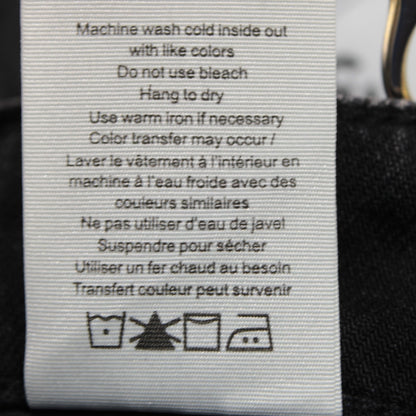 Machine wash cold inside out
with like colors
Do not use bleach
Hang to dry
Use warm iron if necessary
Color transfer may occur /
Laver le vêtement à l'intérieur en
machine à l'eau froide avec des
couleurs similaires
Ne pas utiliser d'eau de javel
Suspendre pour sécher
Utiliser un fer chaud au besoin
Transfert couleur peut survenir